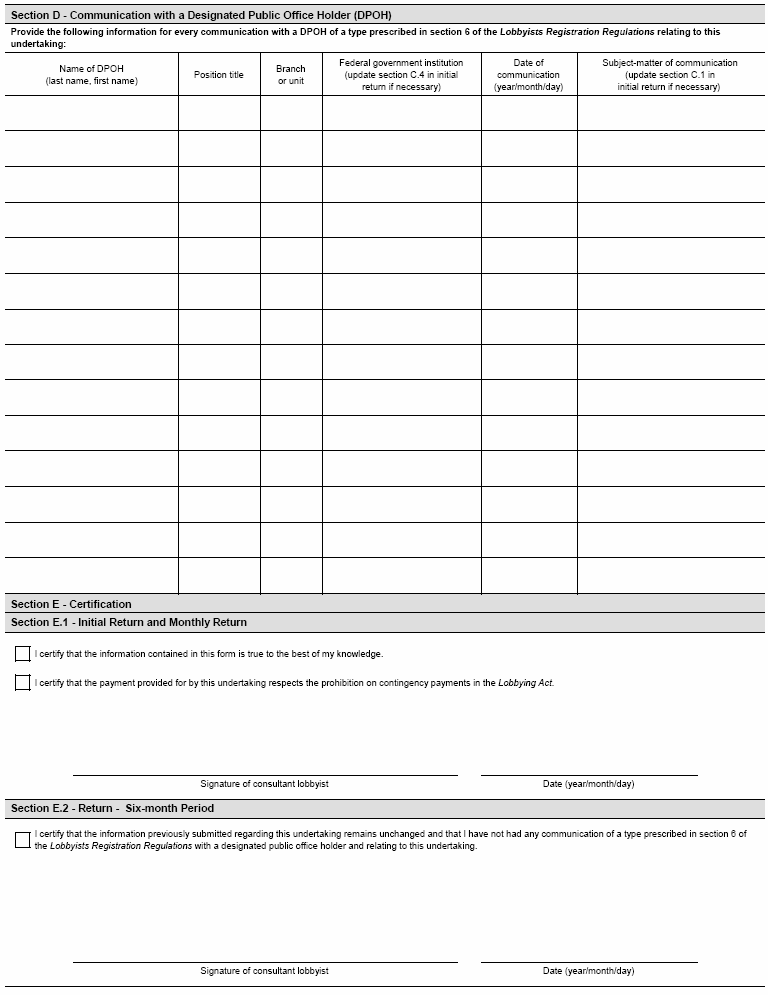 Section D - Communication with a Designated Public Office Holder (DPOH)
Provide the following information for every communication with a DPOH of a type prescribed in section 6 of the Lobbyists Registration Regulations relating to this
undertaking:
Name of DPOH
(last name, first name)
Position title
Branch
or unit
Federal government institution
(update section C.4 in initial
return if necessary)
Date of
communication
(year/month/day)
Subject-matter of communication
(update section C.1 in
initial return if necessary)
Section E - Certification
Section E.1 - Initial Return and Monthly Return
I certify that the information contained in this form is true to the best of my knowledge.
I certify that the payment provided for by this undertaking respects the prohibition on contingency payments in the Lobbying Act.
Signature of consultant lobbyist
Date (year/month/day)
Section E.2 - Return - Six-month Period
I certify that the information previously submitted regarding this undertaking remains unchanged and that I have not had any communication of a type prescribed in section 6 of
the Lobbyists Registration Regulations with a designated public office holder and relating to this undertaking.
Signature of consultant lobbyist
Date (year/month/day)